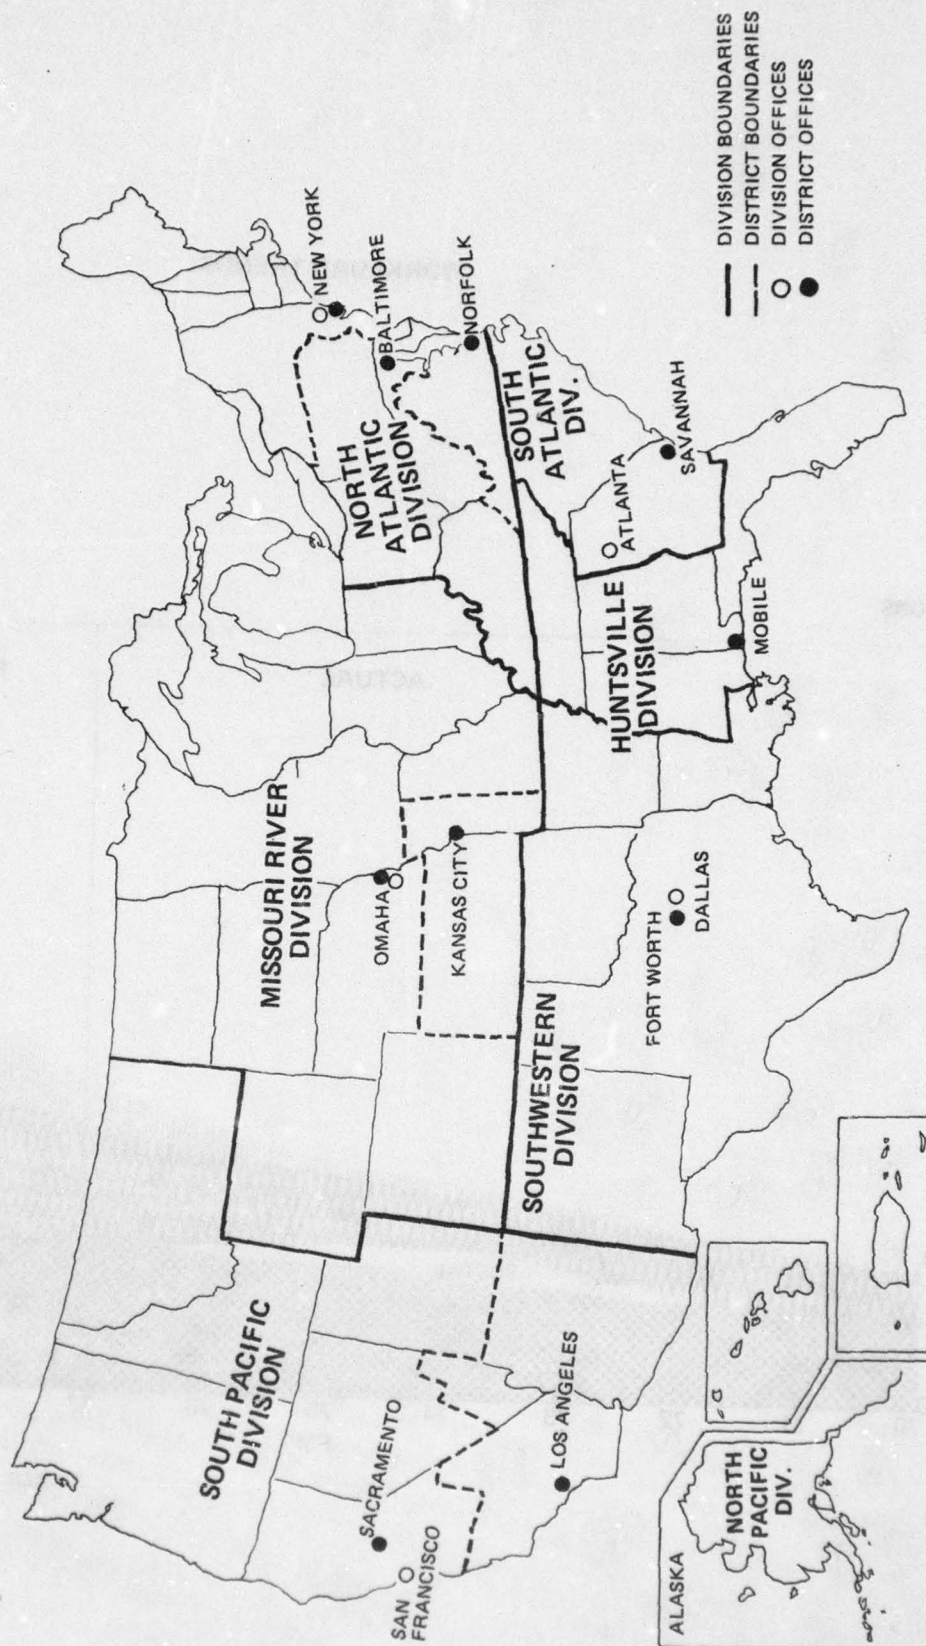 SOUTH PACIFIC
DIVISION
SACRAMENTO
SAN
FRANCISCO
LOS ANGELES
MISSOURI RIVER
DIVISION
OMAHA
KANSAS CITY
SOUTHWESTERN
DIVISION
FORT WORTH
DALLAS
NORTH
ATLANTIC
DIVISION
NEW YORK
BALTIMORE
NORFOLK
SOUTH
ATLANTIC
DIV.
ATLANTA
SAVANNAH
HUNTSVILLE
DIVISION
MOBILE
ALASKA
NORTH
PACIFIC
DIV.
DIVISION BOUNDARIES
DISTRICT BOUNDARIES
DIVISION OFFICES
DISTRICT OFFICES
ACTUAL